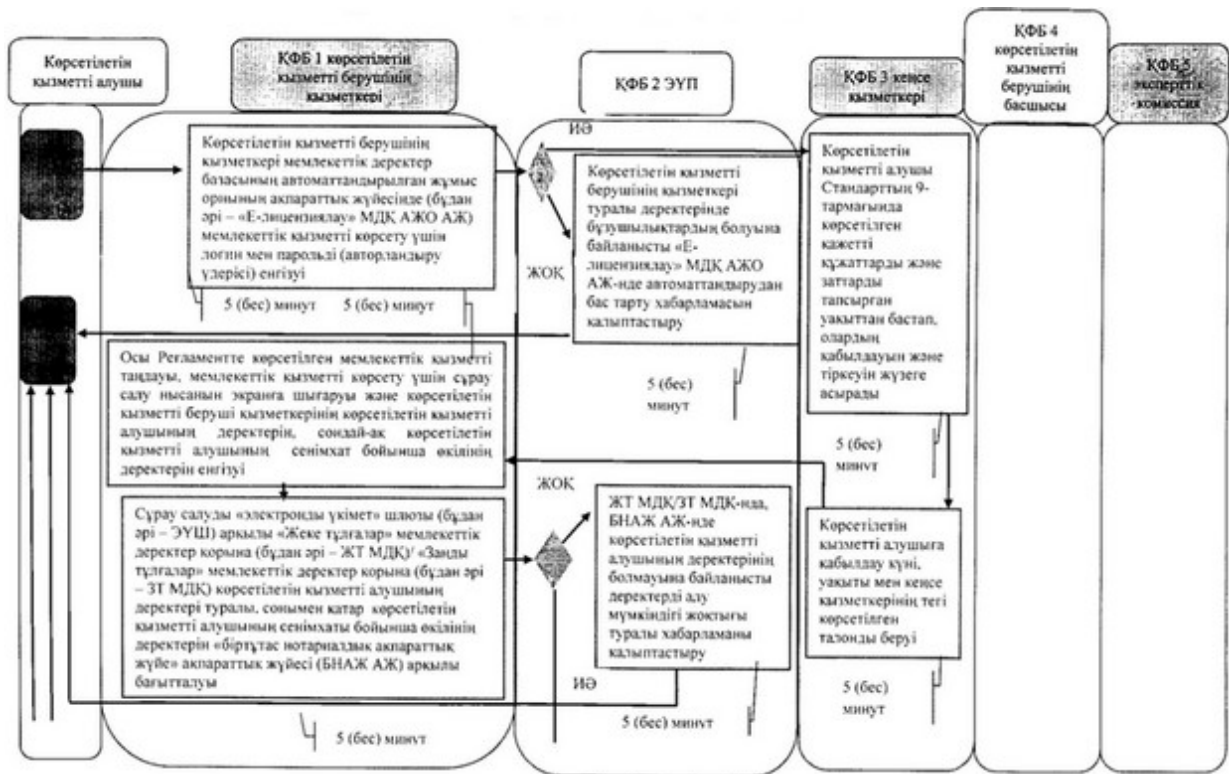 Көрсетілетін
қызметті алушы
ҚФБ 1 көрсетілетін
қызметті берушінің
қызметкері
ҚФБ 2 ЭҮП
ҚФБ 3 кеңсе
қызметкері
ҚФБ 4
көрсетілетін
қызметті
берушінің
басшысы
ҚФБ 5
эксперттік
комиссия
Көрсетілетін қызметті берушінің
қызметкері мемлекеттік деректер
базасының автоматтандырылған жұмыс
орнының ақпараттық жүйесінде (бұдан
әрі – «Е-лицензиялау» МДҚ АЖО АЖ)
мемлекеттік қызметті көрсету үшін
логин мен парольді (авторландыру
үдерісі) енгізуі
5 (бес) минут 5 (бес) минут
ИӘ
ЖОҚ
Көрсетілетін қызметті
берушінің қызметкері
туралы деректерінде
бұзушылықтардың болуына
байланысты «Е-
лицензиялау» МДҚ АЖО
АЖ-нде автоматтандырудан
бас тарту хабарламасын
қалыптастыру
5 (бес)
минут
Көрсетілетін
қызметті алушы
Стандарттың 9-
тармағында
көрсетілген
қажетті
құжаттарды және
заттарды
тапсырған
уақыттан бастап,
олардың
қабылдауын және
тіркеуін жүзеге
асырады
5 (бес)
минут
Осы Регламентте көрсетілген мемлекеттік қызметті
таңдауы, мемлекеттік қызметті көрсету үшін сұрау
салу нысанын экранға шығаруы және көрсетілетін
қызметті беруші қызметкерінің көрсетілетін қызметті
алушының деректерін, сондай-ақ көрсетілетін
қызметті алушының сенімхат бойынша өкілінің
деректерін енгізуі
Сұрау салуды «электронды үкімет» шлюзы (бұдан
әрі – ЭҮШ) арқылы «Жеке тұлғалар» мемлекеттік
деректер қорына (бұдан әрі – ЖТ МДҚ)/ «Заңды
тұлғалар» мемлекеттік деректер қорына (бұдан әрі
– ЗТ МДҚ) көрсетілетін қызметті алушының
деректері туралы, сонымен қатар көрсетілетін
қызметті алушының сенімхаты бойынша өкілінің
деректерін «біртұтас нотариалдық ақпараттық
жүйе» ақпараттық жүйесі (БНАЖ АЖ) арқылы
бағытталуы
5 (бес) минут
ЖОҚ
ИӘ
ЖТ МДҚ/ЗТ МДҚ-нда,
БНАЖ АЖ-нде
көрсетілетін қызметті
алушының деректерінің
болмауына байланысты
деректерді алу
мүмкіндігі жоқтығы
туралы хабарламаны
қалыптастыру
5 (бес) минут
Көрсетілетін
қызметті алушыға
қабылдау күні,
уақыты мен кеңсе
қызметкерінің тегі
көрсетілген
талонды беруі
5 (бес)
минут